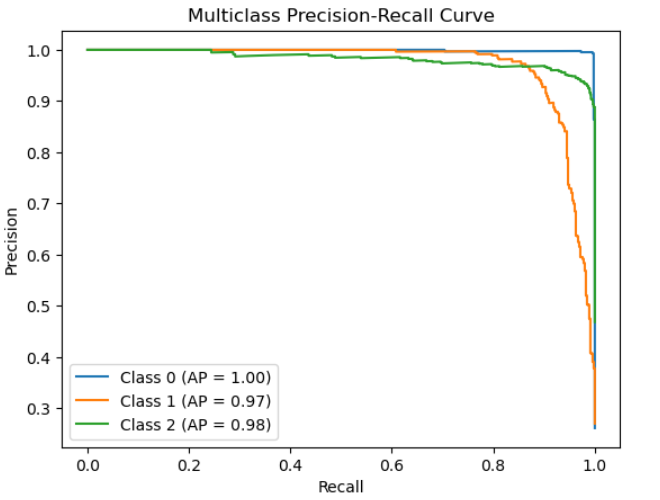 Multiclass Precision-Recall Curve
1.0
0.9
0.8
0.7
0.6
0.5
0.4
0.3
Precision
Class 0 (AP = 1.00)
Class 1 (AP = 0.97)
Class 2 (AP = 0.98)
0.0 0.2 0.4 0.6 0.8 1.0
Recall